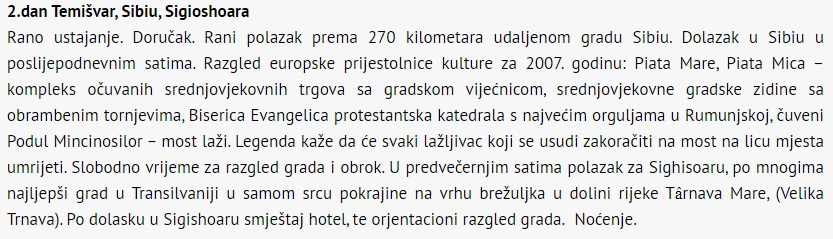 2.dan Temišvar, Sibiu, Sigioshoara
Rano ustajanje. Doručak. Rani polazak prema 270 kilometara udaljenom gradu Sibiu. Dolazak u Sibiu u
poslijepodnevnim satima. Razgled europske prijestolnice kulture za 2007. godinu: Piata Mare, Piata Mica –
kompleks očuvanih srednjovjekovnih trgova sa gradskom vijećnicom, srednjovjekovne gradske zidine sa
obrambenim tornjevima, Biserica Evangelica protestantska katedrala s najvećim orguljama u Rumunjskoj, čuveni
Podul Mincinosilor – most laži. Legenda kaže da će svaki lažljivac koji se usudi zakoračiti na most na licu mjesta
umrijeti. Slobodno vrijeme za razgled grada i obrok. U predvečernjim satima polazak za Sighisoaru, po mnogima
najljepši grad u Transilvaniji u samom srcu pokrajine na vrhu brežuljka u dolini rijeke Târnava Mare, (Velika
Trnava). Po dolasku u Sigishoaru smještaj hotel, te orjentacioni razgled grada.  Noćenje.